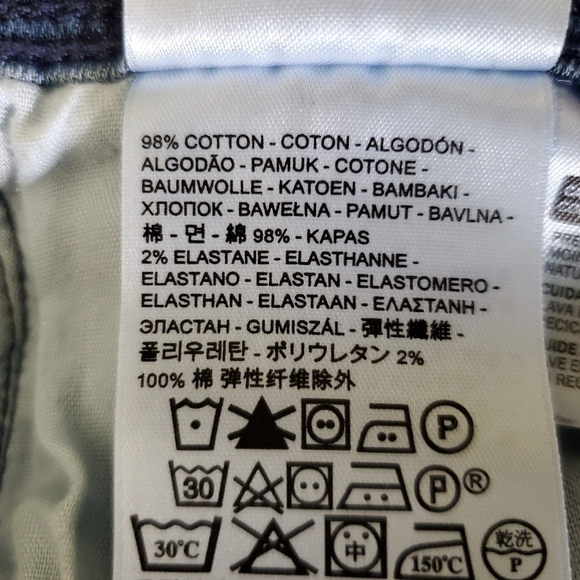 98% COTTON - COTON - ALGODÓN -
ALGODÃO - PAMUK - COTONE -
BAUMWOLLE - KATOEN - BAMBAKI -
ХЛОПОК - BAWEŁNA - PAMUT - BAVLNA -
棉 - 면 - 綿 98% - KAPAS
2% ELASTANE - ELASTHANNE -
ELASTANO - ELASTAN - ELASTOMERO -
ELASTHAN - ELASTAAN - ΕΛΑΣΤΑΝΗ -
ЭЛАСТАН - GUMISZÁL - 彈性纖維 -
폴리우레탄 - ポリウレタン 2%
100% 棉 弹性纤维除外
P
30 P®
30°C 中 150°C 乾洗 P